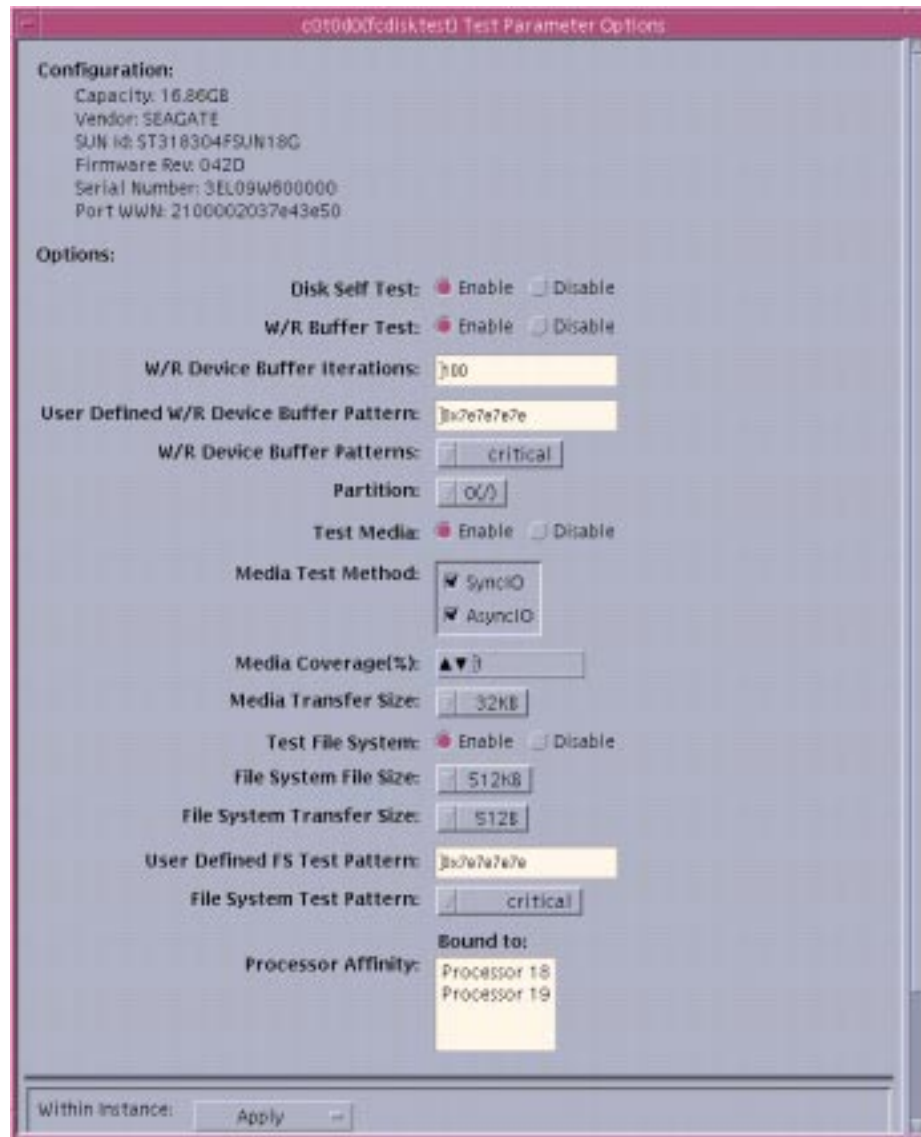 c0t0d0(fcdisktest) Test Parameter Options
Configuration:
Capacity: 16.86GB
Vendor: SEAGATE
SUN Id: ST318304FSUN18G
Firmware Rev: 042D
Serial Number: 3EL09W600000
Port WWN: 2100002037e43e50
Options:
Disk Self Test: Enable Disable
W/R Buffer Test: Enable Disable
W/R Device Buffer Iterations: 100
User Defined W/R Device Buffer Pattern: 0x7e7e7e7e
W/R Device Buffer Patterns: critical
Partition: 0(/)
Test Media: Enable Disable
Media Test Method: SyncIO
AsyncIO
Media Coverage(%):
Media Transfer Size: 32KB
Test File System: Enable Disable
File System File Size: 512KB
File System Transfer Size: 512B
User Defined FS Test Pattern: 0x7e7e7e7e
File System Test Pattern: critical
Bound to:
Processor Affinity: Processor 18
Processor 19
Within Instance: Apply